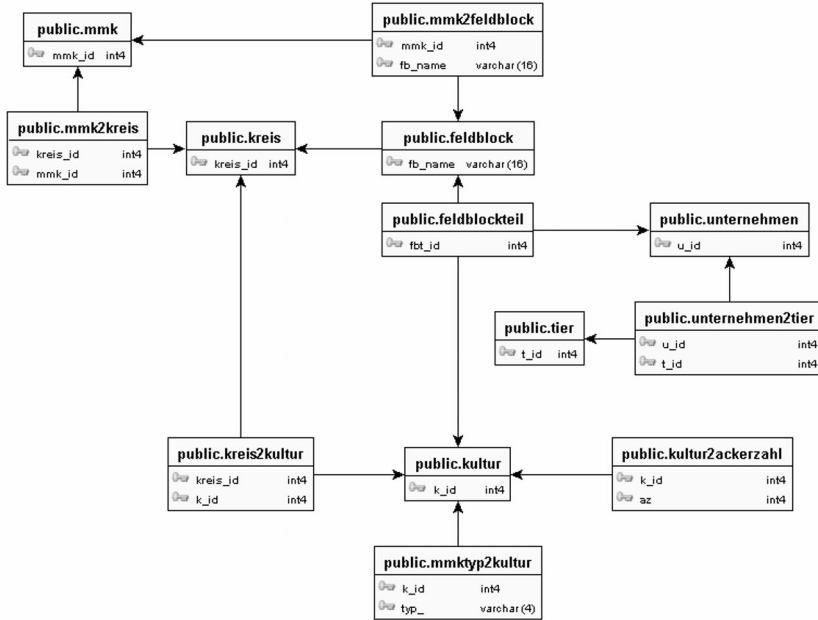 public.mmk
mmk_id int4
public.mmk2feldblock
mmk_id int4
fb_name varchar(16)
public.mmk2kreis
kreis_id int4
mmk_id int4
public.kreis
kreis_id int4
public.feldblock
fb_name varchar(16)
public.feldblockteil
fbt_id int4
public.unternehmen
u_id int4
public.tier
t_id int4
public.unternehmen2tier
u_id int4
t_id int4
public.kreis2kultur
kreis_id int4
k_id int4
public.kultur
k_id int4
public.kultur2ackerzahl
k_id int4
az int4
public.mmktyp2kultur
k_id int4
typ_ varchar(4)